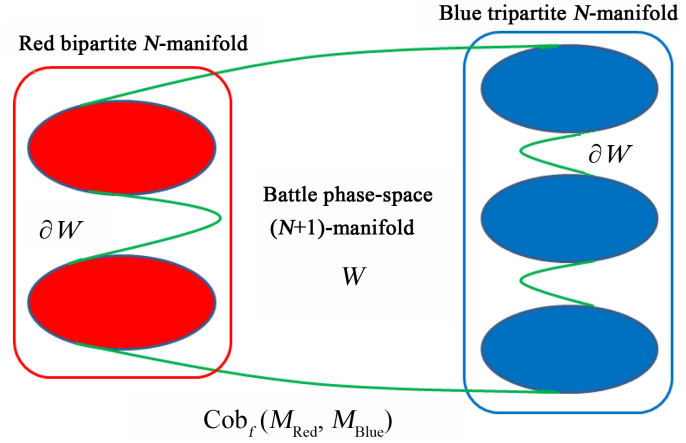 Blue tripartite N-manifold
Red bipartite N-manifold
∂W
Battle phase-space
(N+1)-manifold
∂W
W
Cob_f (M_Red, M_Blue)